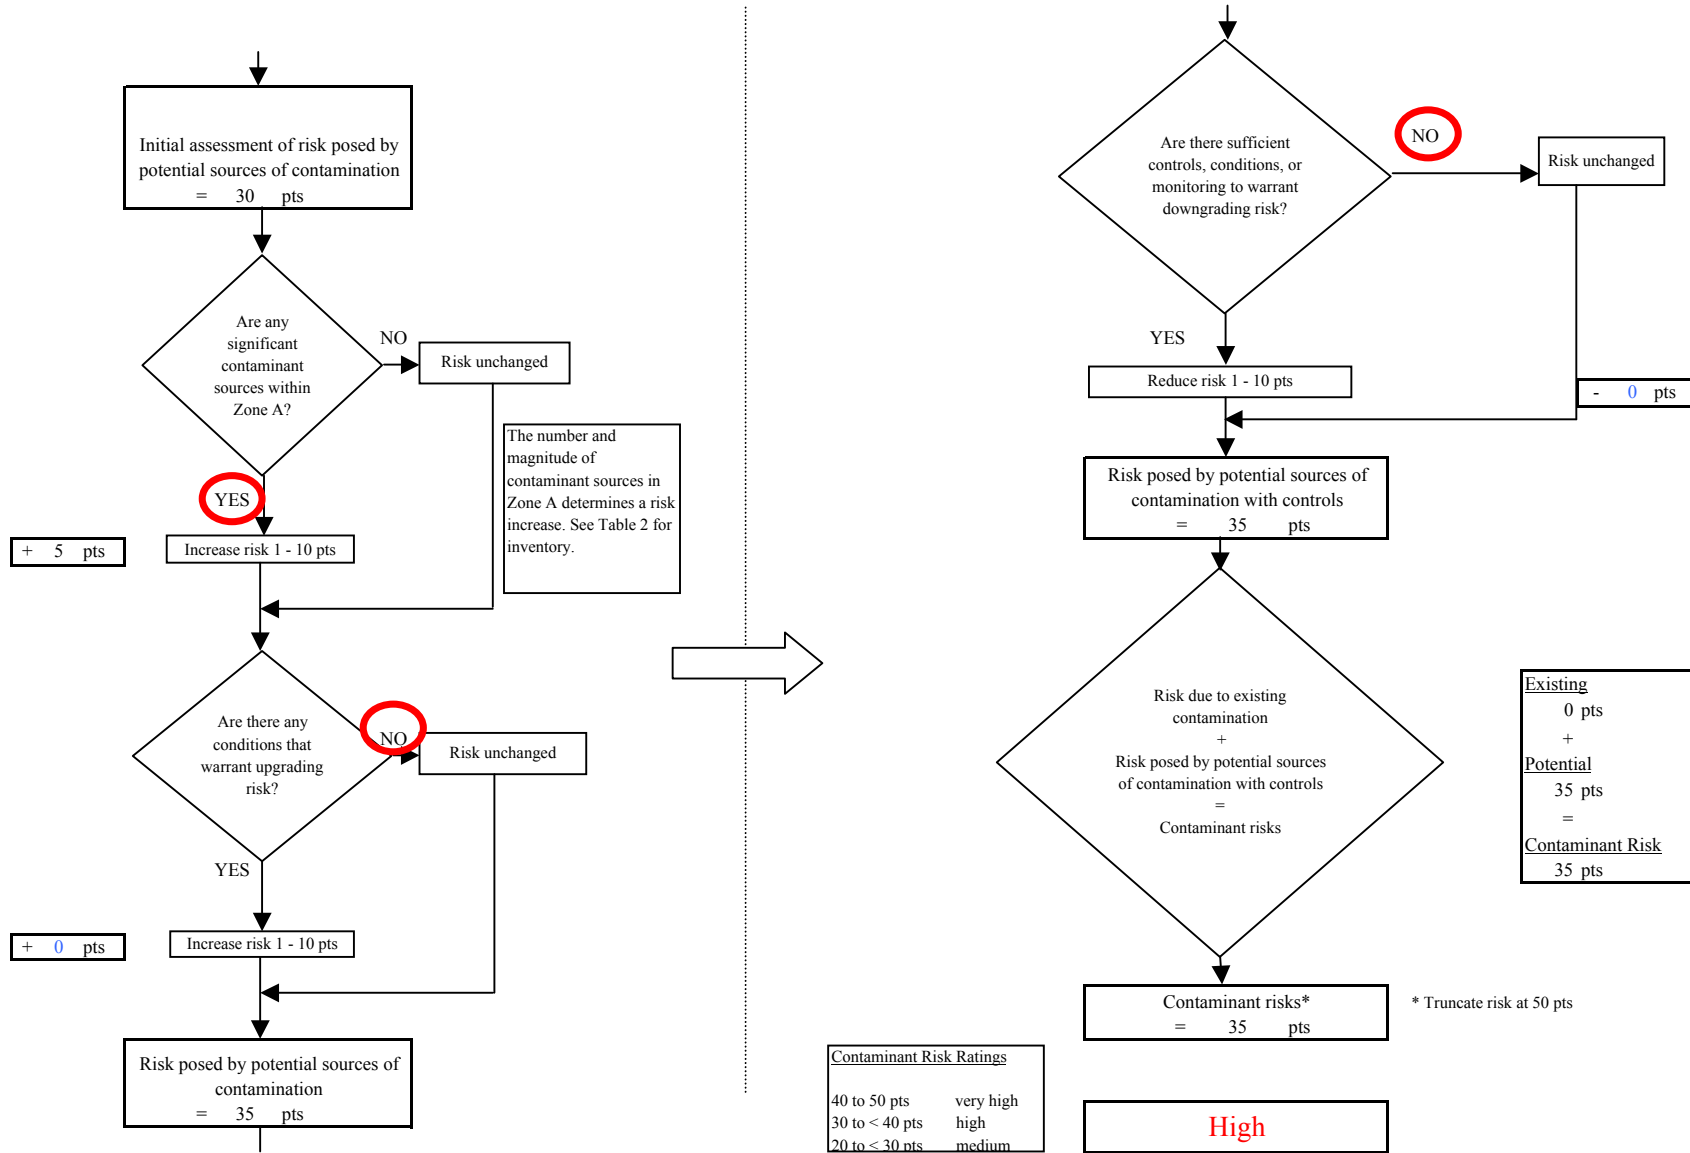 Initial assessment of risk posed by
potential sources of contamination
= 30 pts
Are any
significant
contaminant
sources within
Zone A?
NO
Risk unchanged
The number and
magnitude of
contaminant sources in
Zone A determines a risk
increase. See Table 2 for
inventory.
YES
+ 5 pts
Increase risk 1 - 10 pts
Are there any
conditions that
warrant upgrading
risk?
NO
Risk unchanged
YES
+ 0 pts
Increase risk 1 - 10 pts
Risk posed by potential sources of
contamination
= 35 pts
Are there sufficient
controls, conditions, or
monitoring to warrant
downgrading risk?
NO
Risk unchanged
YES
Reduce risk 1 - 10 pts
- 0 pts
Risk posed by potential sources of
contamination with controls
= 35 pts
Risk due to existing
contamination
+
Risk posed by potential sources
of contamination with controls
=
Contaminant risks
Existing
0 pts
+
Potential
35 pts
=
Contaminant Risk
35 pts
Contaminant risks*
= 35 pts
* Truncate risk at 50 pts
Contaminant Risk Ratings
40 to 50 pts very high
30 to < 40 pts high
20 to < 30 pts medium
High